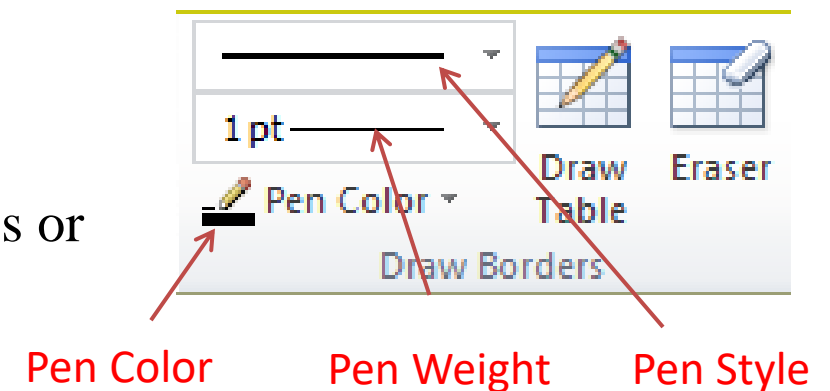 1 pt
Pen Color
Draw Table
Eraser
s or
Draw Borders
Pen Color
Pen Weight
Pen Style